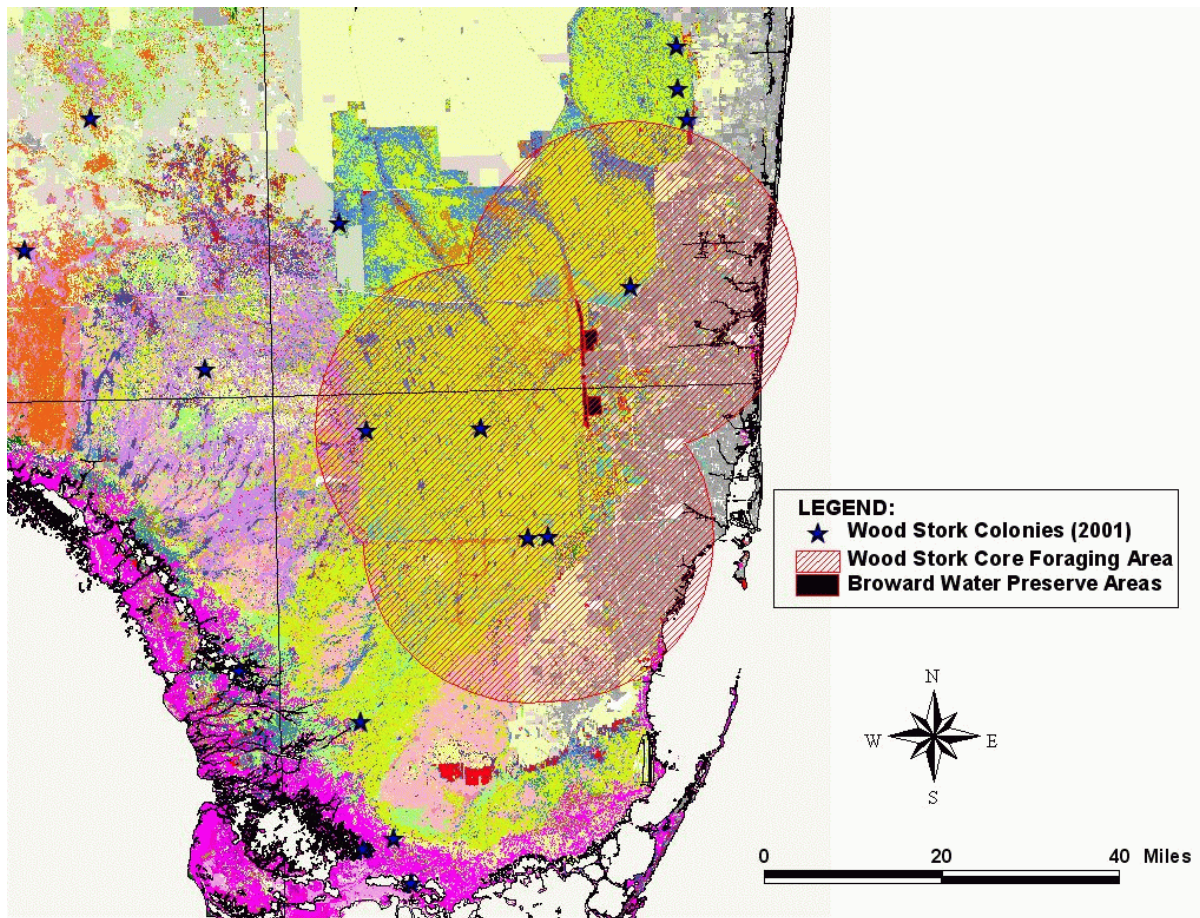 LEGEND:
Wood Stork Colonies (2001)
Wood Stork Core Foraging Area
Broward Water Preserve Areas
N
W E
S
0 20 40 Miles